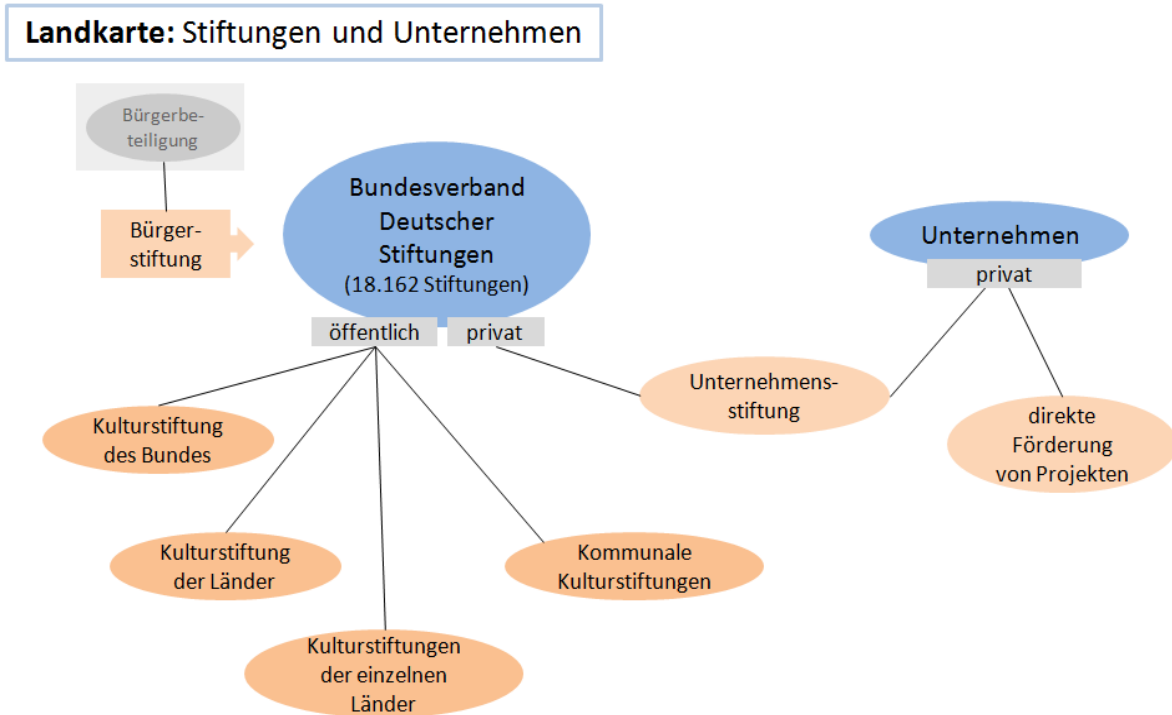 Landkarte: Stiftungen und Unternehmen
Bürgerbe-
teiligung
Bürger-
stiftung
Bundesverband
Deutscher
Stiftungen
(18.162 Stiftungen)
öffentlich
privat
Unternehmen
privat
Unternehmens-
stiftung
direkte
Förderung
von Projekten
Kulturstiftung
des Bundes
Kulturstiftung
der Länder
Kommunale
Kulturstiftungen
Kulturstiftungen
der einzelnen
Länder